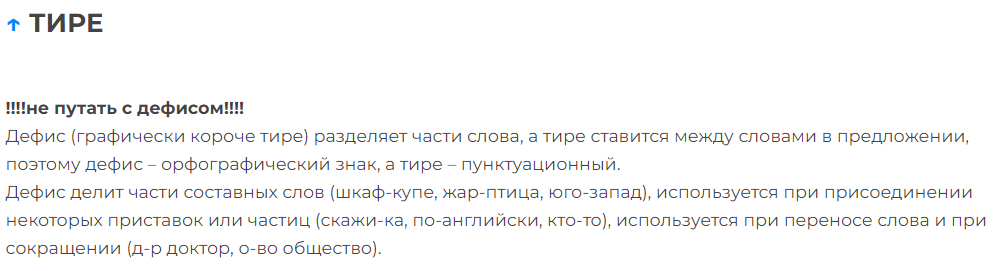 ↑ ТИРЕ
!!!!не путать с дефисом!!!!
Дефис (графически короче тире) разделяет части слова, а тире ставится между словами в предложении,
поэтому дефис – орфографический знак, а тире – пунктуационный.
Дефис делит части составных слов (шкаф-купе, жар-птица, юго-запад), используется при присоединении
некоторых приставок или частиц (скажи-ка, по-английски, кто-то), используется при переносе слова и при
сокращении (д-р доктор, о-во общество).